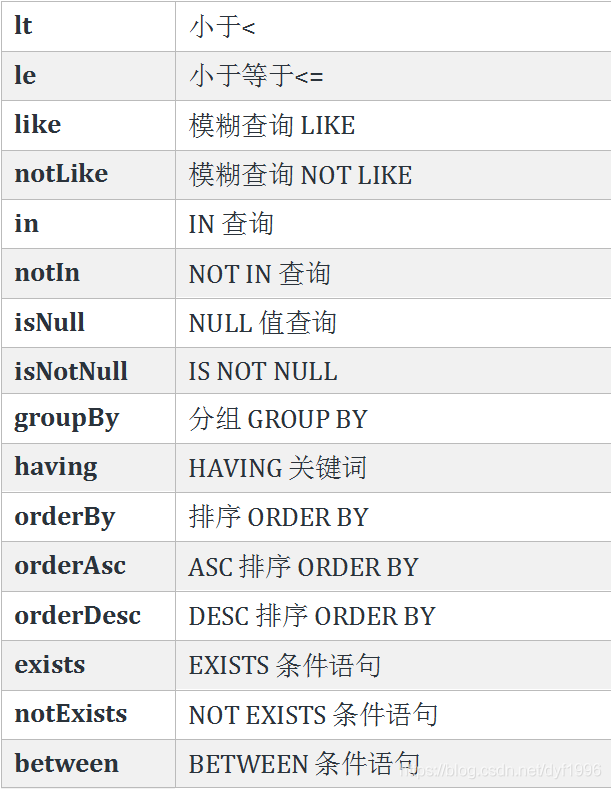 lt 小于<
le 小于等于<=
like 模糊查询 LIKE
notLike 模糊查询 NOT LIKE
in IN 查询
notIn NOT IN 查询
isNull NULL 值查询
isNotNull IS NOT NULL
groupBy 分组 GROUP BY
having HAVING 关键词
orderBy 排序 ORDER BY
orderAsc ASC 排序 ORDER BY
orderDesc DESC 排序 ORDER BY
exists EXISTS 条件语句
notExists NOT EXISTS 条件语句
between BETWEEN 条件语句
https://blog.csdn.net/dyf1996